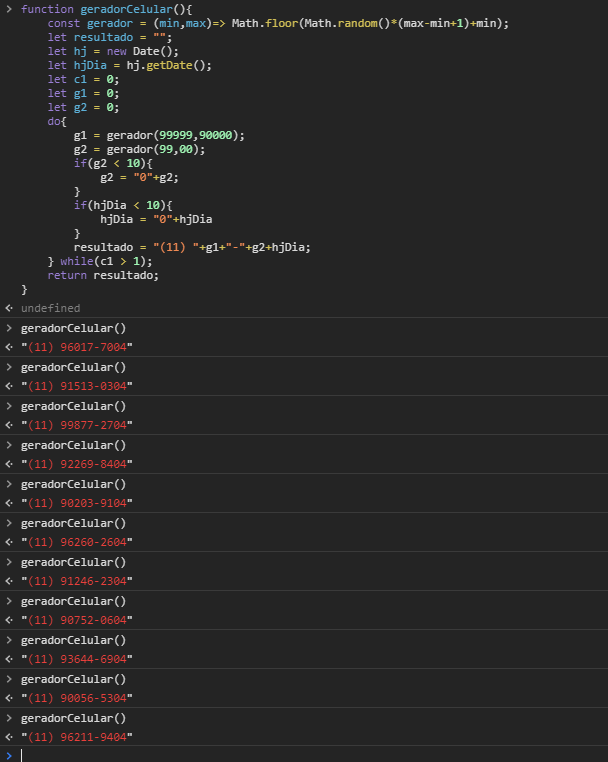 > function geradorCelular(){
    const gerador = (min,max)=> Math.floor(Math.random()*(max-min+1)+min);
    let resultado = "";
    let hj = new Date();
    let hjDia = hj.getDate();
    let c1 = 0;
    let g1 = 0;
    let g2 = 0;
    do{
        g1 = gerador(99999,90000);
        g2 = gerador(99,00);
        if(g2 < 10){
            g2 = "0"+g2;
        }
        if(hjDia < 10){
            hjDia = "0"+hjDia
        }
        resultado = "(11) "+g1+"-"+g2+hjDia;
    } while(c1 > 1);
    return resultado;
}
undefined
> geradorCelular()
"(11) 96017-7004"
> geradorCelular()
"(11) 91513-0304"
> geradorCelular()
"(11) 99877-2704"
> geradorCelular()
"(11) 92269-8404"
> geradorCelular()
"(11) 90203-9104"
> geradorCelular()
"(11) 96260-2604"
> geradorCelular()
"(11) 91246-2304"
> geradorCelular()
"(11) 90752-0604"
> geradorCelular()
"(11) 93644-6904"
> geradorCelular()
"(11) 90056-5304"
> geradorCelular()
"(11) 96211-9404"
>